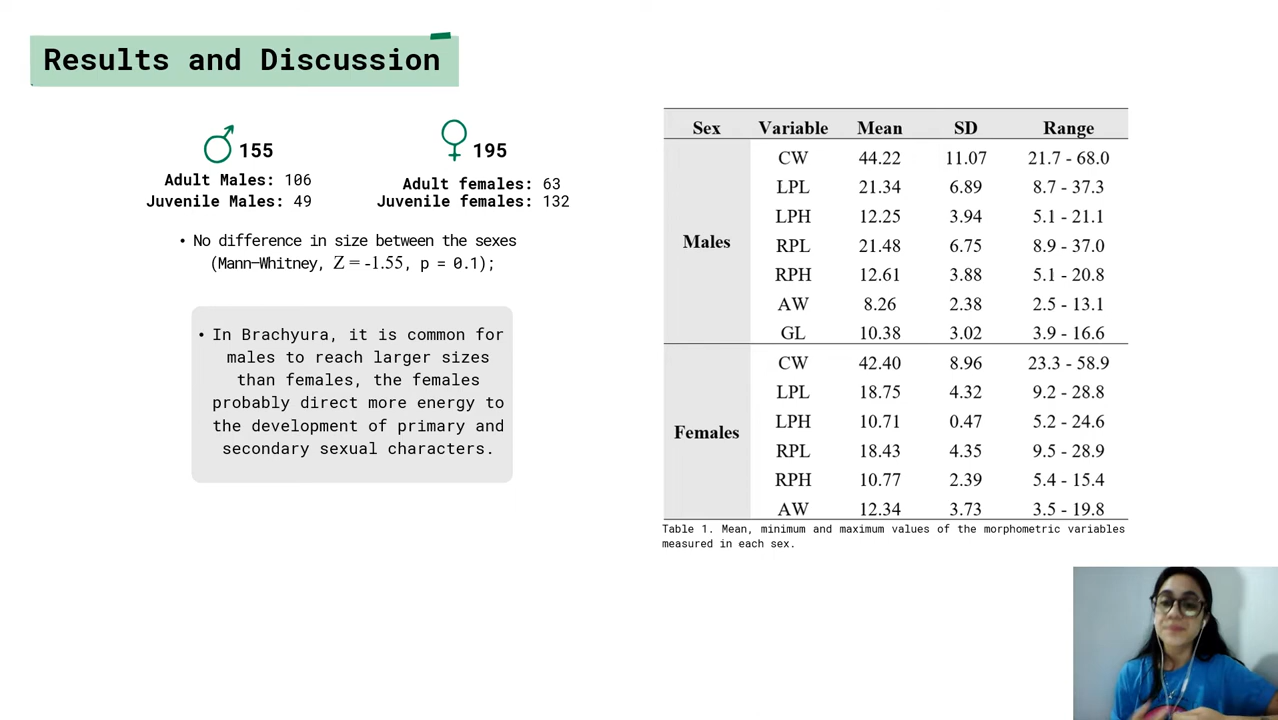 Results and Discussion
155
Adult Males: 106
Juvenile Males: 49
195
Adult females: 63
Juvenile females: 132
• No difference in size between the sexes
(Mann-Whitney, Z = -1.55, p = 0.1);
• In Brachyura, it is common for
males to reach larger sizes
than females, the females
probably direct more energy to
the development of primary and
secondary sexual characters.
Sex Variable Mean SD Range
Males
CW 44.22 11.07 21.7 - 68.0
LPL 21.34 6.89 8.7 - 37.3
LPH 12.25 3.94 5.1 - 21.1
RPL 21.48 6.75 8.9 - 37.0
RPH 12.61 3.88 5.1 - 20.8
AW 8.26 2.38 2.5 - 13.1
GL 10.38 3.02 3.9 - 16.6
Females
CW 42.40 8.96 23.3 - 58.9
LPL 18.75 4.32 9.2 - 28.8
LPH 10.71 0.47 5.2 - 24.6
RPL 18.43 4.35 9.5 - 28.9
RPH 10.77 2.39 5.4 - 15.4
AW 12.34 3.73 3.5 - 19.8
Table 1. Mean, minimum and maximum values of the morphometric variables
measured in each sex.